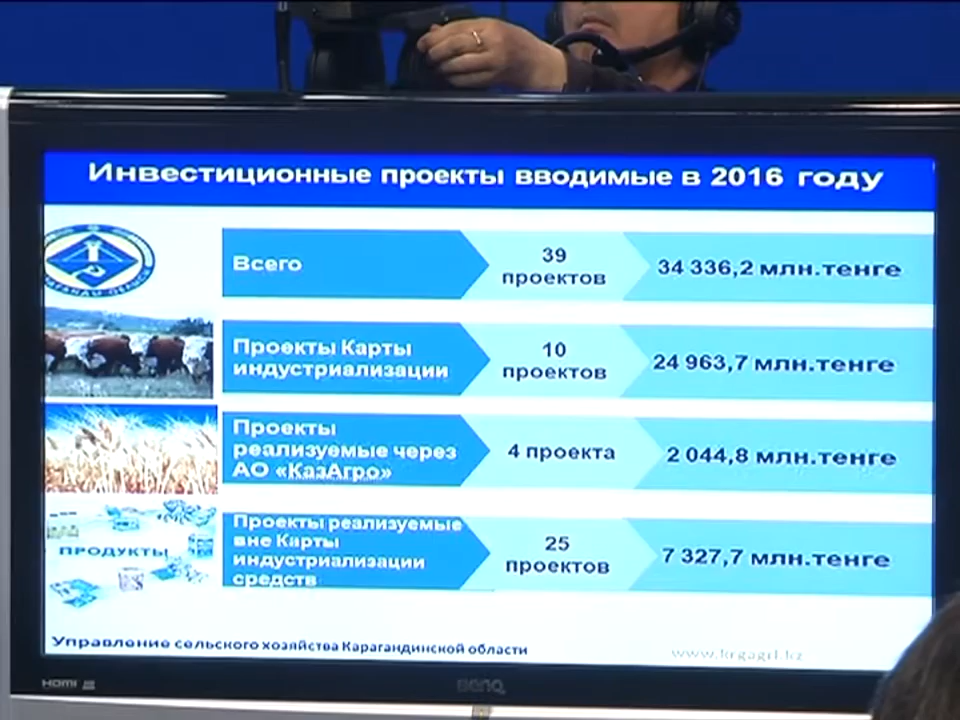 Инвестиционные проекты вводимые в 2016 году
Всего
39
проектов
34 336,2 млн.тенге
Проекты Карты
индустриализации
10
проектов
24 963,7 млн.тенге
Проекты
реализуемые через
АО «КазАгро»
4 проекта
2 044,8 млн.тенге
Проекты реализуемые
вне Карты
индустриализации
средств
25
проектов
7 327,7 млн.тенге
ПРОДУКТЫ
Управление сельского хозяйства Карагандинской области
HDMI
BENQ